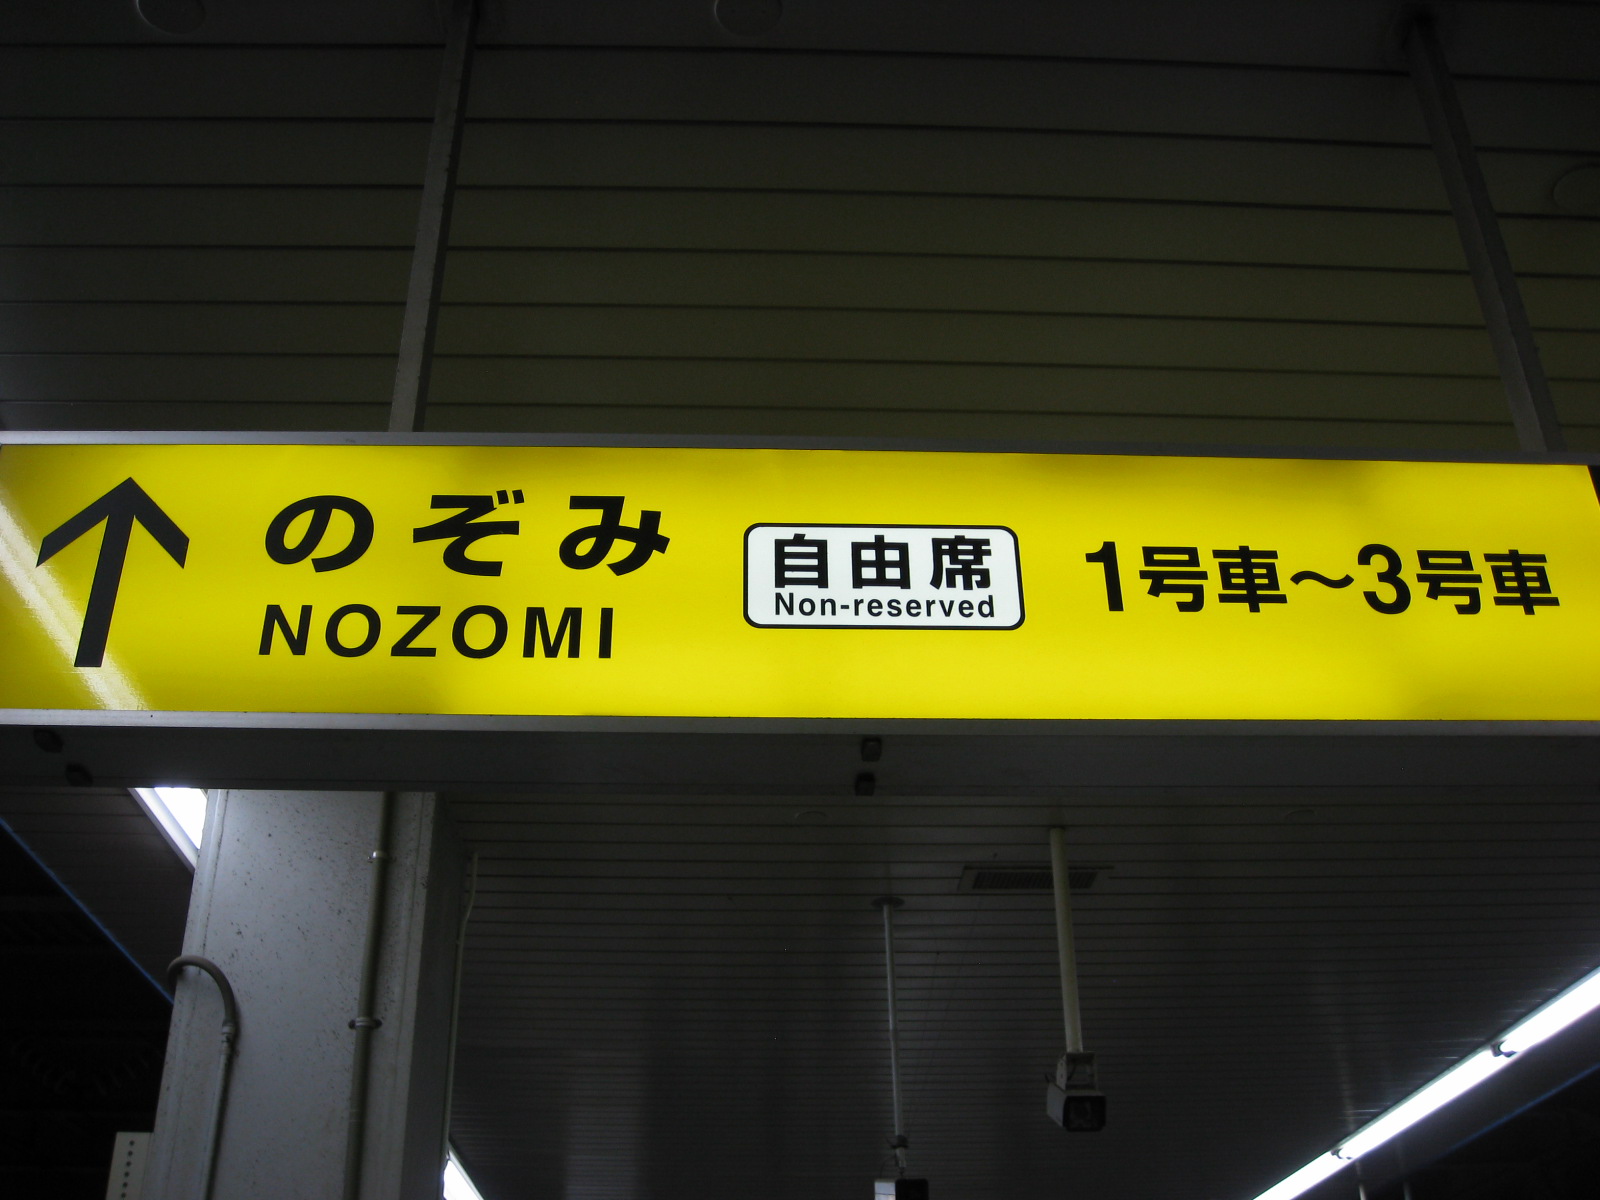 のぞみ
NOZOMI
自由席
Non-reserved
1号車～3号車